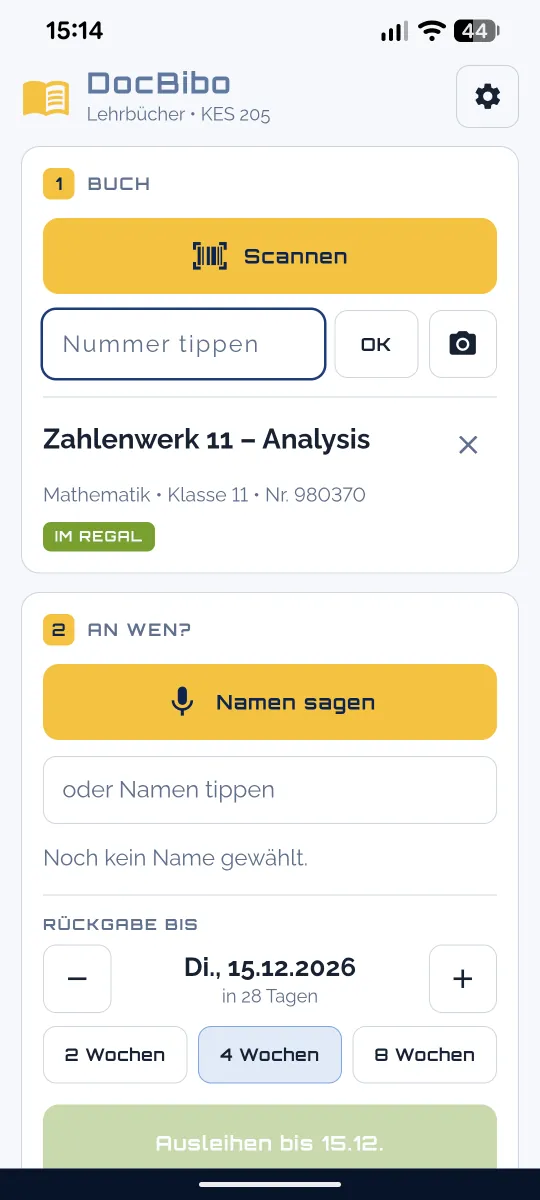 15:14
44
DocBibo
Lehrbücher • KES 205
1 BUCH
Scannen
Nummer tippen
OK
Zahlenwerk 11 – Analysis
Mathematik • Klasse 11 • Nr. 980370
IM REGAL
2 AN WEN?
Namen sagen
oder Namen tippen
Noch kein Name gewählt.
RÜCKGABE BIS
− Di., 15.12.2026 +
in 28 Tagen
2 Wochen 4 Wochen 8 Wochen
Ausleihen bis 15.12.